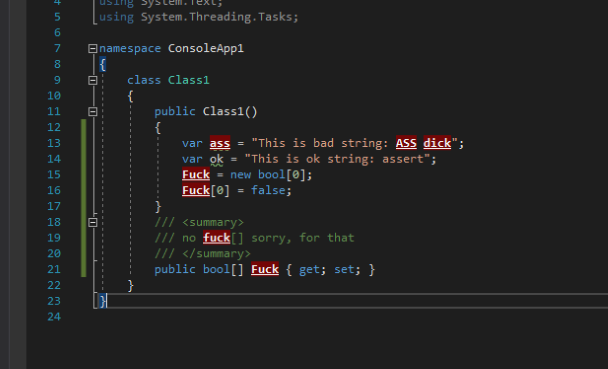 4 using System.Text;
5 using System.Threading.Tasks;
6
7 namespace ConsoleApp1
8 {
9 class Class1
10 {
11 public Class1()
12 {
13 var ass = "This is bad string: ASS dick";
14 var ok = "This is ok string: assert";
15 Fuck = new bool[0];
16 Fuck[0] = false;
17 }
18 /// <summary>
19 /// no fuck[] sorry, for that
20 /// </summary>
21 public bool[] Fuck { get; set; }
22 }
23 }
24